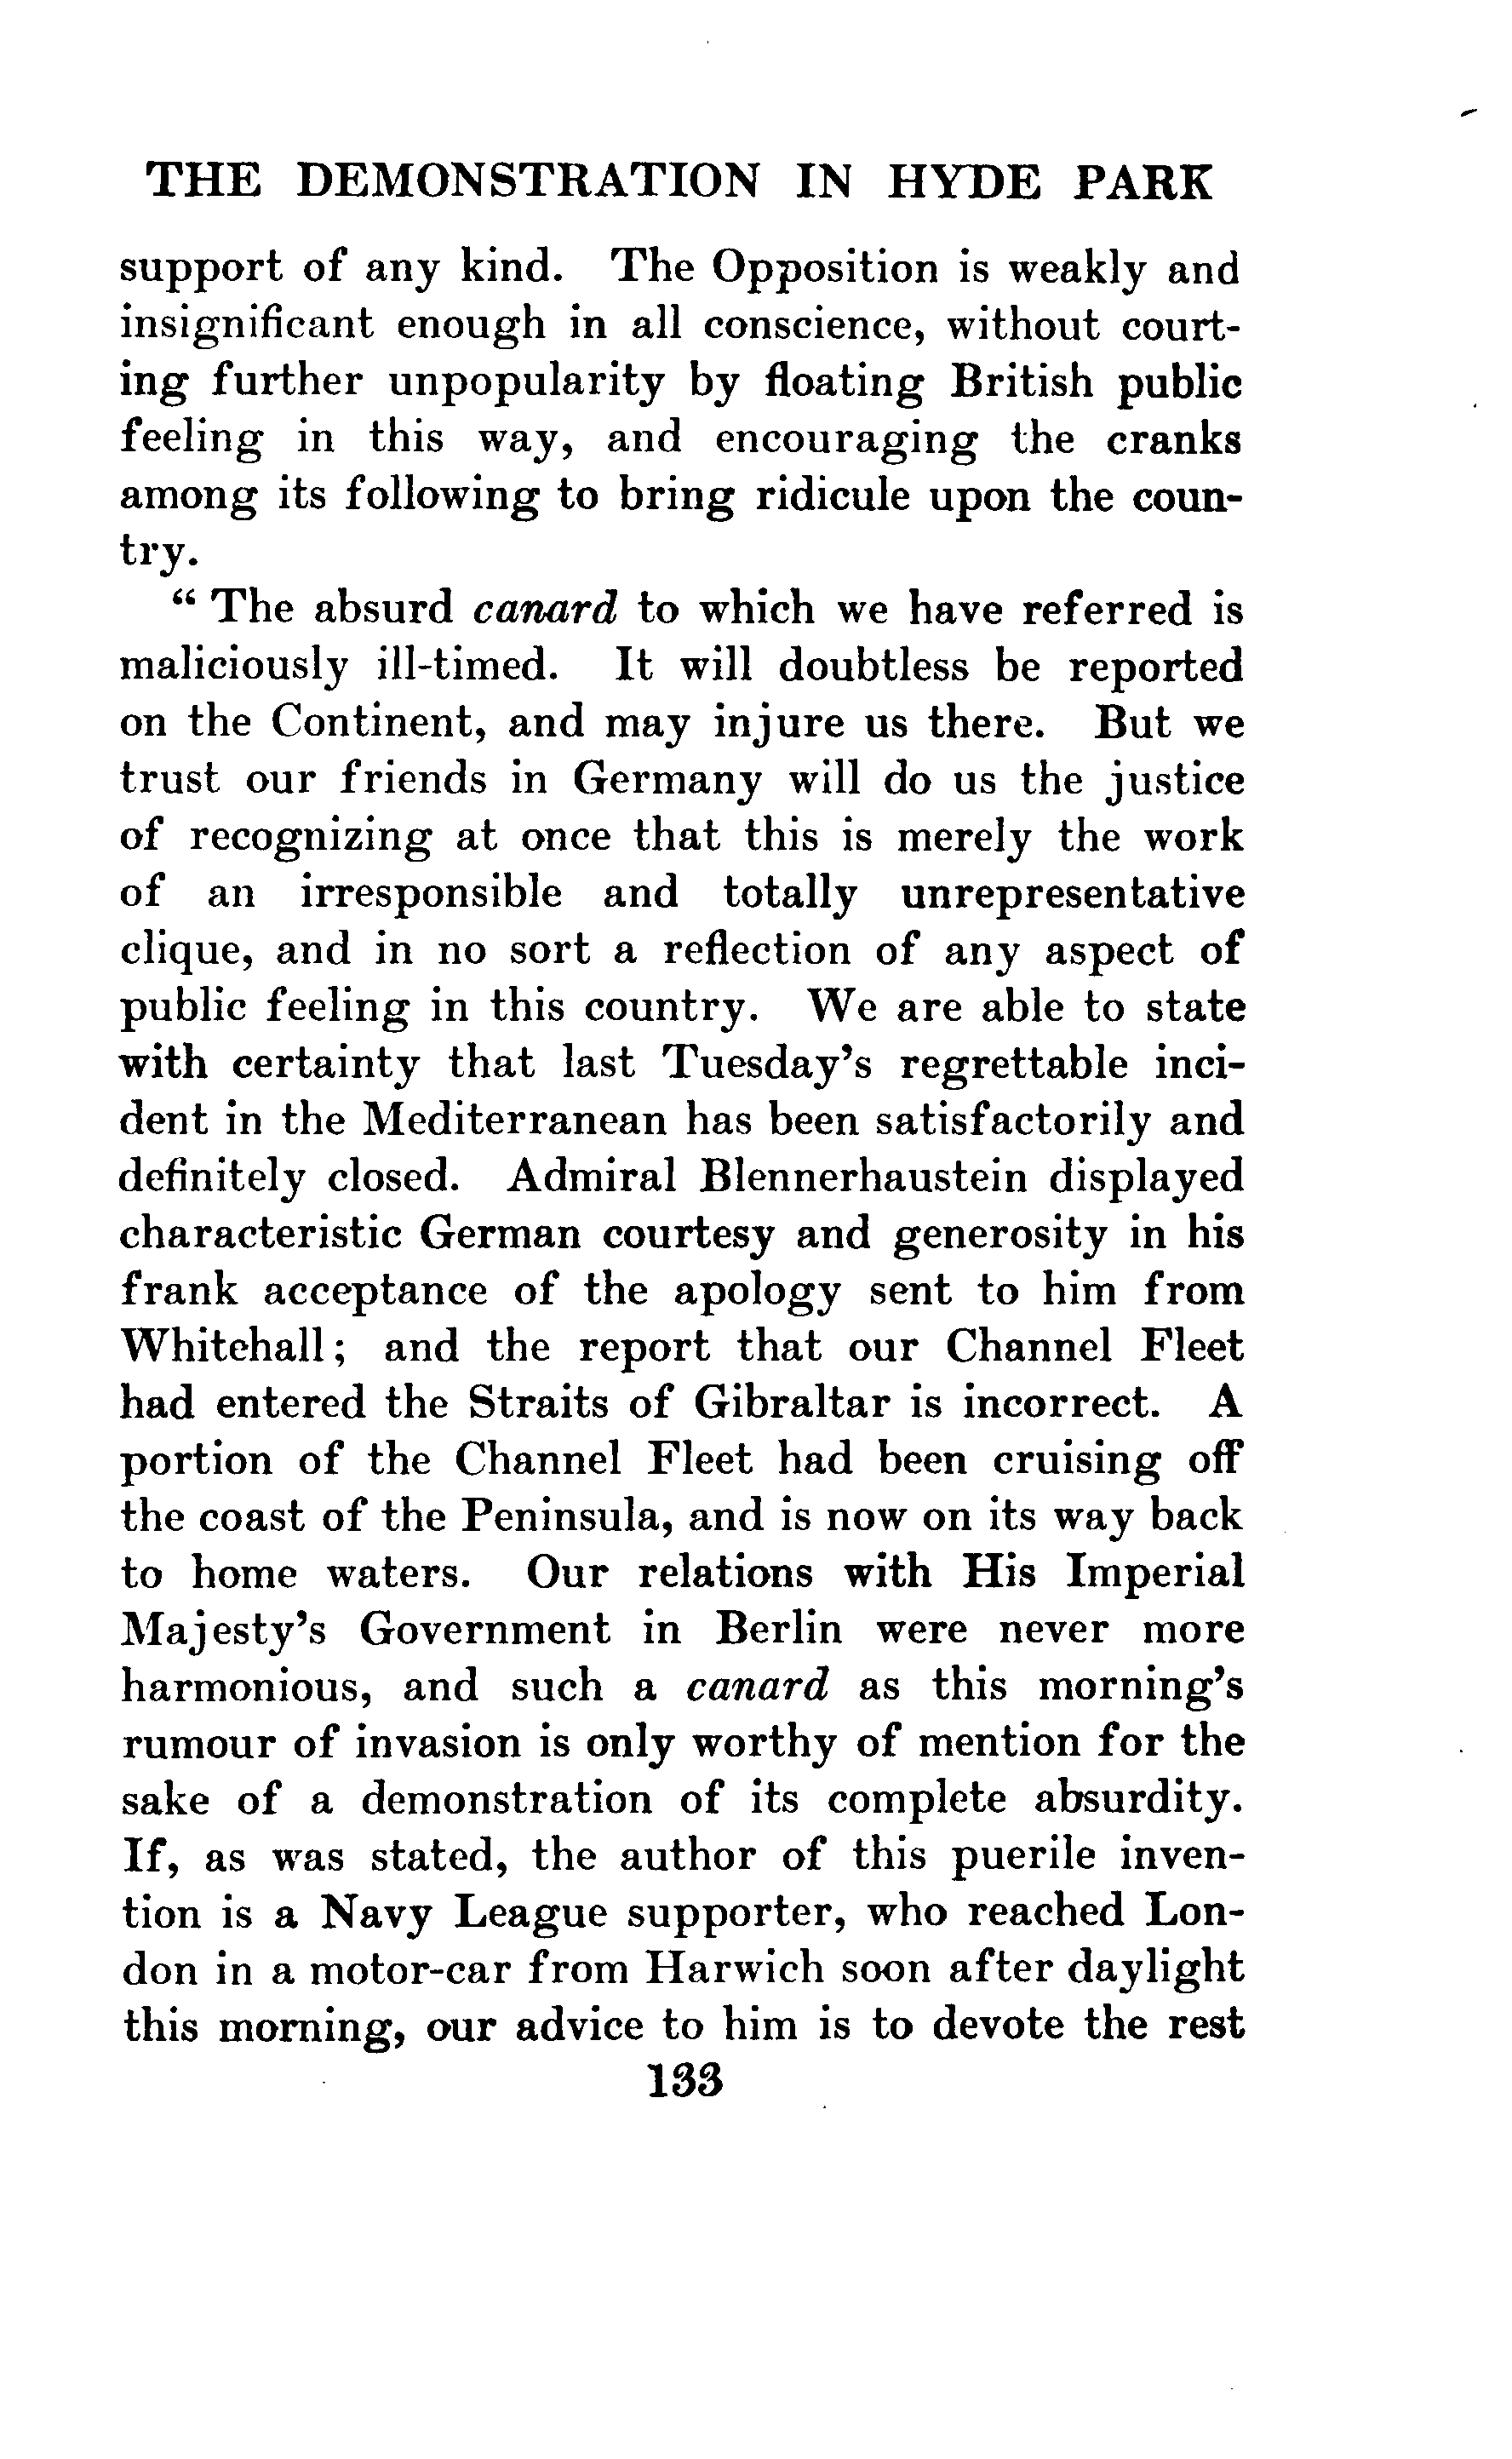 THE DEMONSTRATION IN HYDE PARK
support of any kind. The Opposition is weakly and
insignificant enough in all conscience, without court-
ing further unpopularity by floating British public
feeling in this way, and encouraging the cranks
among its following to bring ridicule upon the coun-
try.
“ The absurd canard to which we have referred is
maliciously ill-timed. It will doubtless be reported
on the Continent, and may injure us there. But we
trust our friends in Germany will do us the justice
of recognizing at once that this is merely the work
of an irresponsible and totally unrepresentative
clique, and in no sort a reflection of any aspect of
public feeling in this country. We are able to state
with certainty that last Tuesday’s regrettable inci-
dent in the Mediterranean has been satisfactorily and
definitely closed. Admiral Blennerhaustein displayed
characteristic German courtesy and generosity in his
frank acceptance of the apology sent to him from
Whitehall; and the report that our Channel Fleet
had entered the Straits of Gibraltar is incorrect. A
portion of the Channel Fleet had been cruising off
the coast of the Peninsula, and is now on its way back
to home waters. Our relations with His Imperial
Majesty’s Government in Berlin were never more
harmonious, and such a canard as this morning’s
rumour of invasion is only worthy of mention for the
sake of a demonstration of its complete absurdity.
If, as was stated, the author of this puerile inven-
tion is a Navy League supporter, who reached Lon-
don in a motor-car from Harwich soon after daylight
this morning, our advice to him is to devote the rest
133